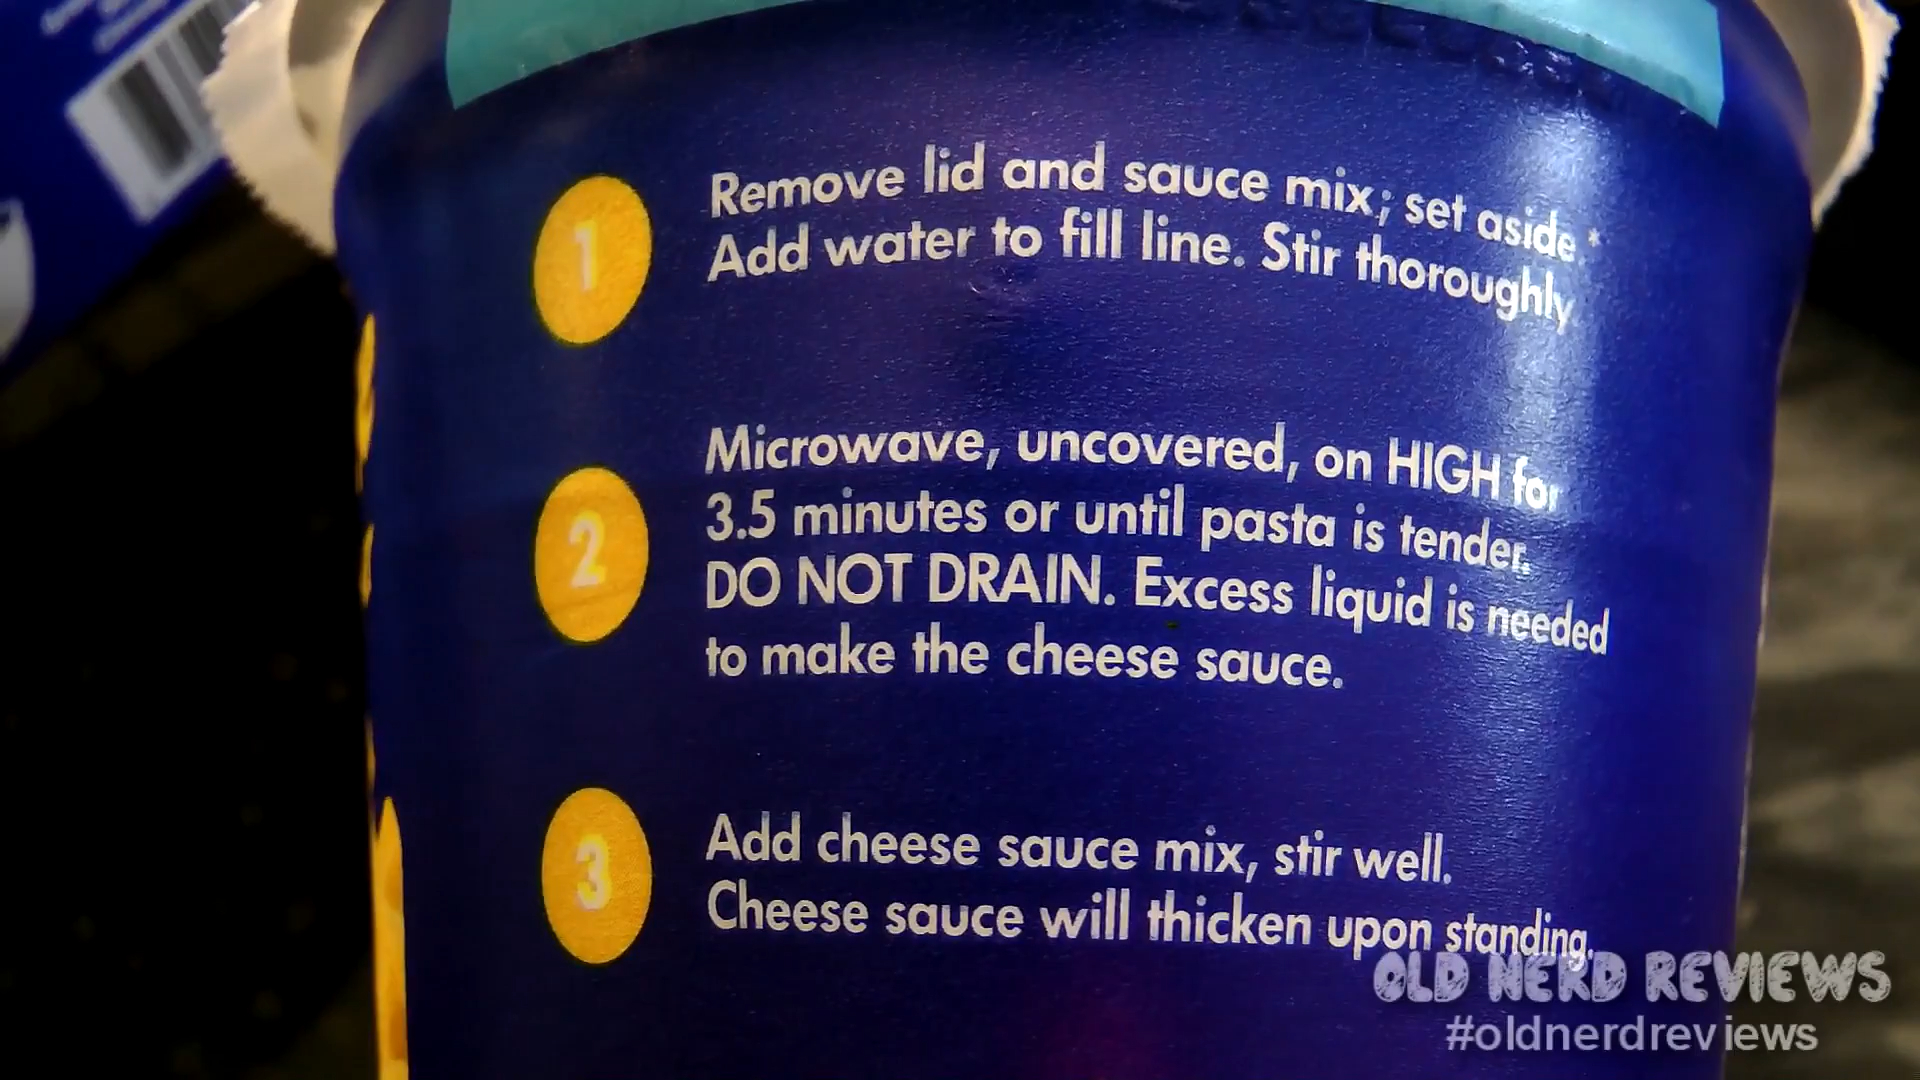 1
Remove lid and sauce mix; set aside.*
Add water to fill line. Stir thoroughly
2
Microwave, uncovered, on HIGH for
3.5 minutes or until pasta is tender.
DO NOT DRAIN. Excess liquid is needed
to make the cheese sauce.
3
Add cheese sauce mix, stir well.
Cheese sauce will thicken upon standing.
OLD NERD REVIEWS
#oldnerdreviews